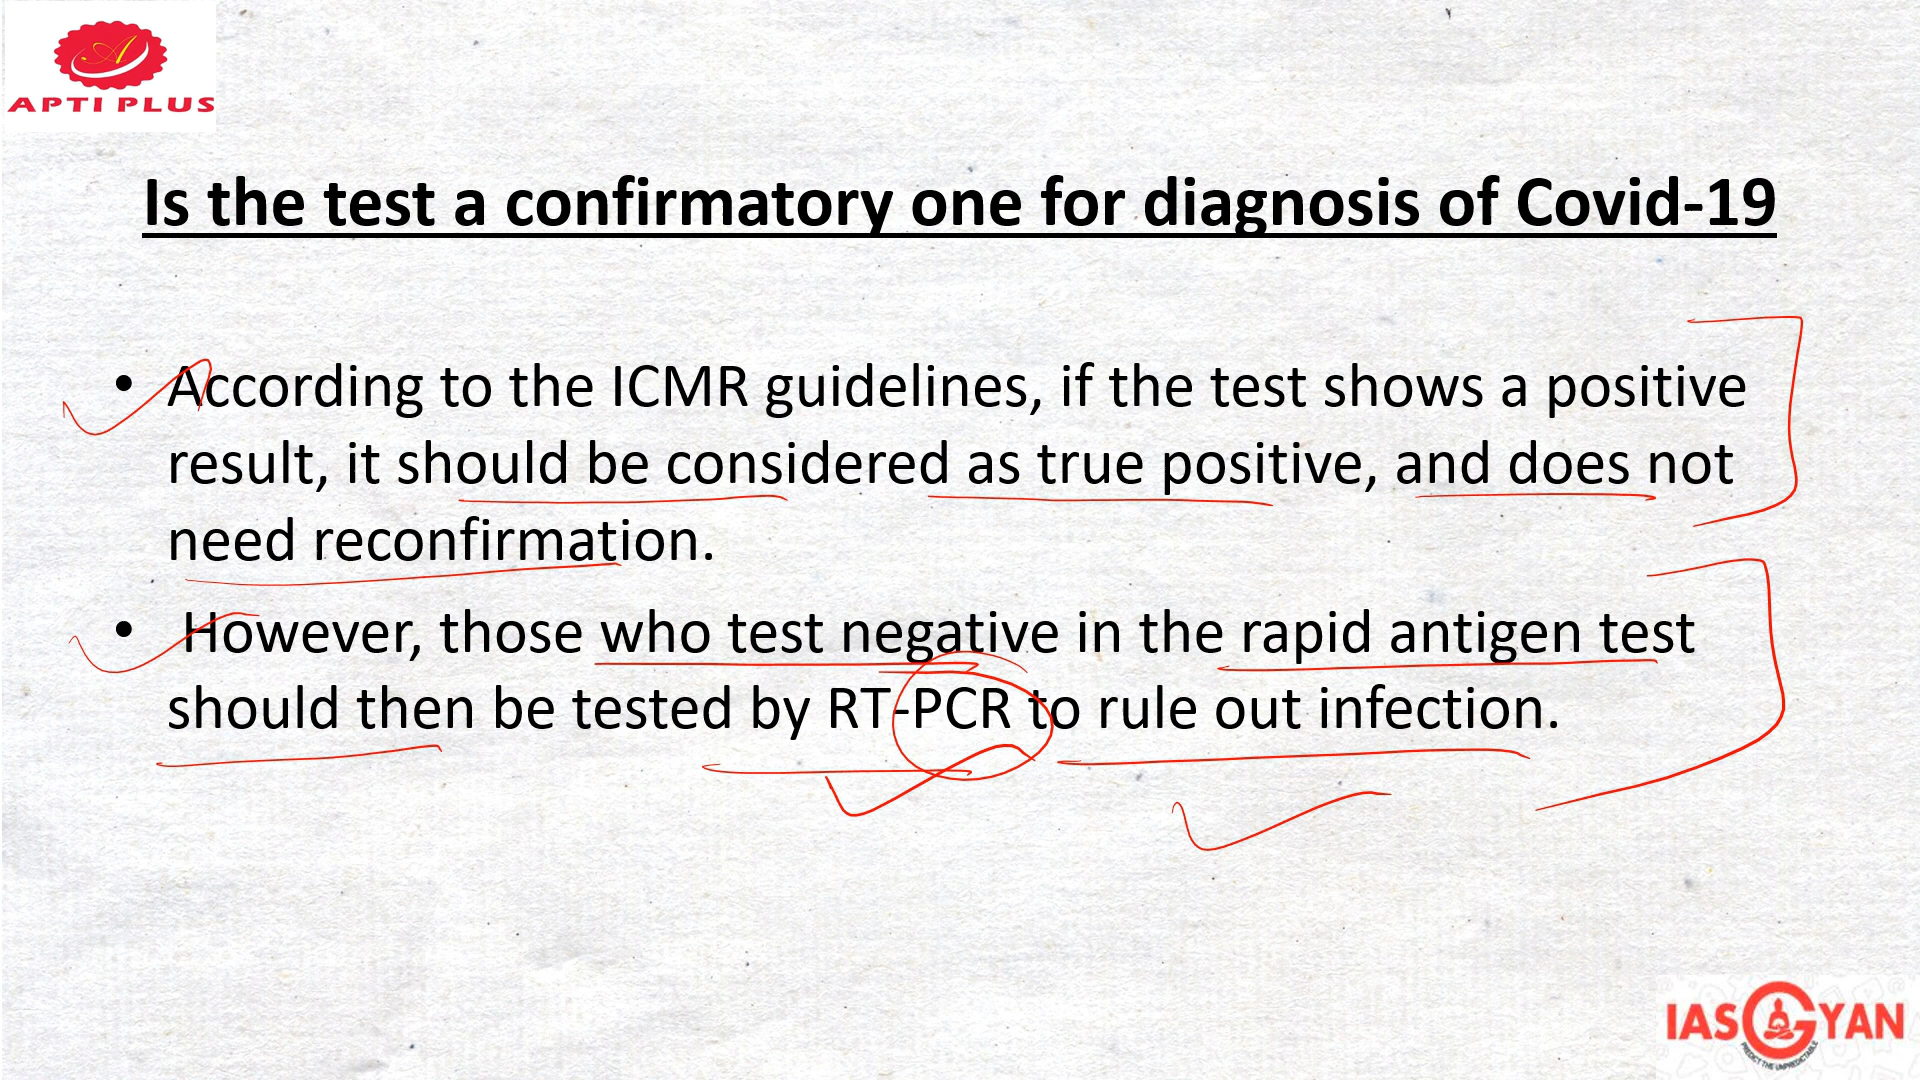 APTI PLUS
Is the test a confirmatory one for diagnosis of Covid-19
• According to the ICMR guidelines, if the test shows a positive
result, it should be considered as true positive, and does not
need reconfirmation.
• However, those who test negative in the rapid antigen test
should then be tested by RT-PCR to rule out infection.
IAS GYAN
PREDICT THE UNPREDICTABLE